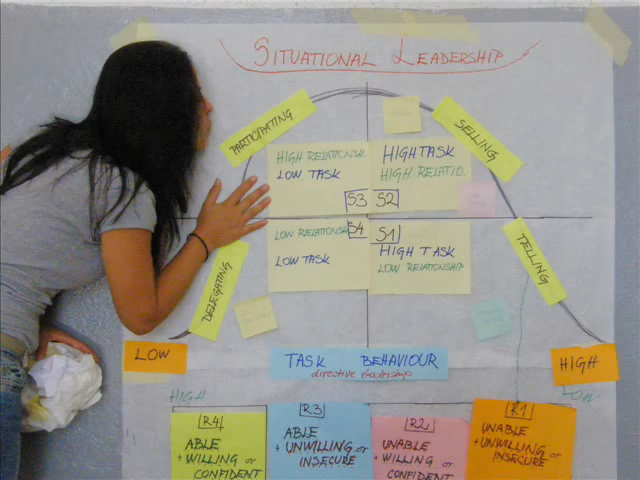 SITUATIONAL LEADERSHIP
PARTICIPATING
SELLING
HIGH RELATIONSH.
LOW TASK
S3
HIGH TASK
HIGH RELATIO.
S2
LOW RELATIONSH.
S4
LOW TASK
S1
HIGH TASK
LOW RELATIONSHIP
DELEGATING
TELLING
LOW
TASK BEHAVIOUR
directive leadership
HIGH
HIGH
LOW
R4
ABLE
+ WILLING or
CONFIDENT
R3
ABLE
+ UNWILLING or
INSECURE
R2
UNABLE
+ WILLING or
CONFIDENT
R1
UNABLE
+ UNWILLING or
INSECURE